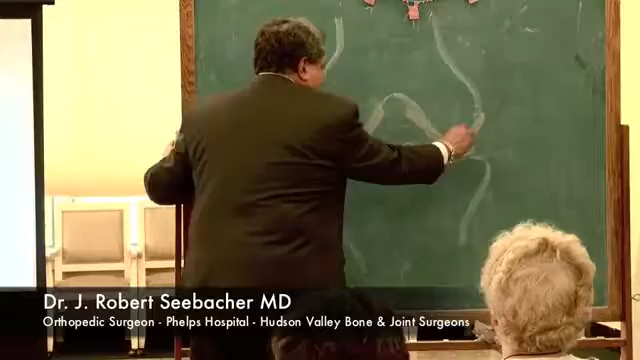 Dr. J. Robert Seebacher MD
Orthopedic Surgeon - Phelps Hospital - Hudson Valley Bone & Joint Surgeons